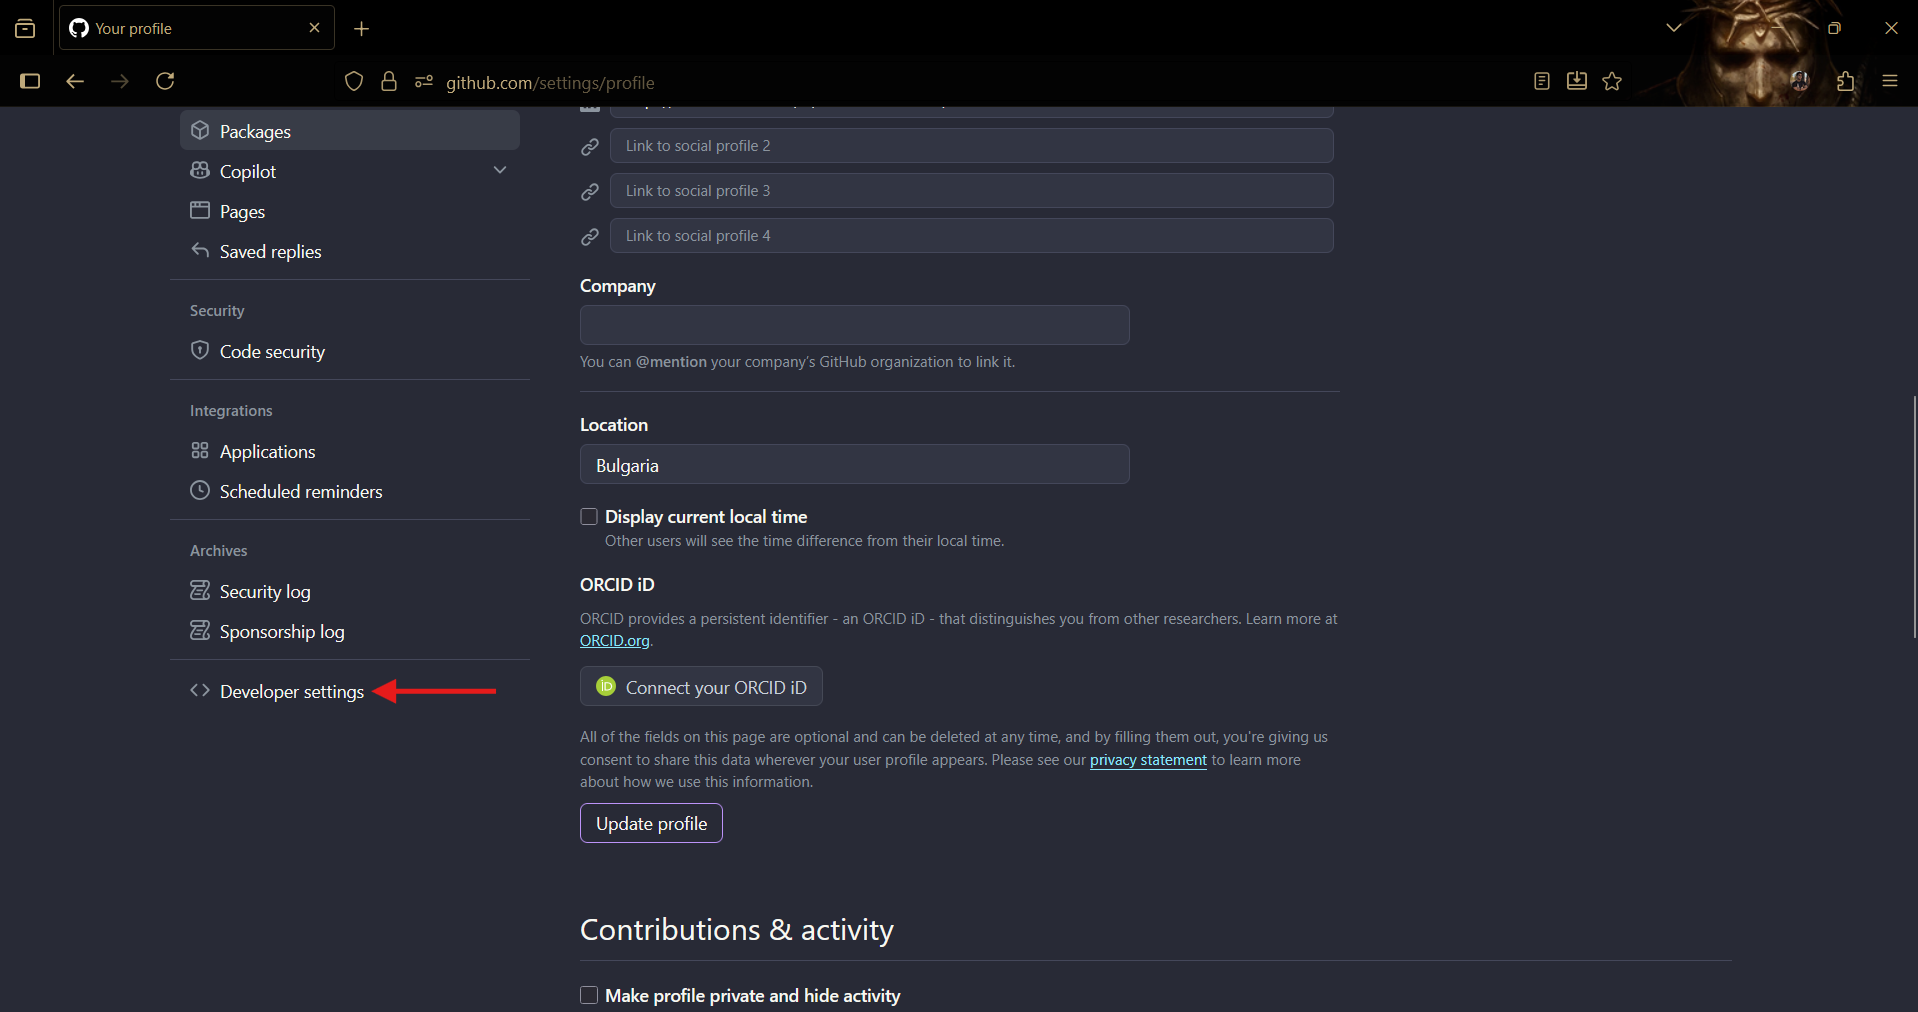 Your profile
github.com/settings/profile
Packages
Copilot
Pages
Saved replies
Security
Code security
Integrations
Applications
Scheduled reminders
Archives
Security log
Sponsorship log
Developer settings
Link to social profile 2
Link to social profile 3
Link to social profile 4
Company
You can @mention your company's GitHub organization to link it.
Location
Bulgaria
Display current local time
Other users will see the time difference from their local time.
ORCID iD
ORCID provides a persistent identifier - an ORCID iD - that distinguishes you from other researchers. Learn more at
ORCID.org.
iD Connect your ORCID iD
All of the fields on this page are optional and can be deleted at any time, and by filling them out, you're giving us
consent to share this data wherever your user profile appears. Please see our privacy statement to learn more
about how we use this information.
Update profile
Contributions & activity
Make profile private and hide activity